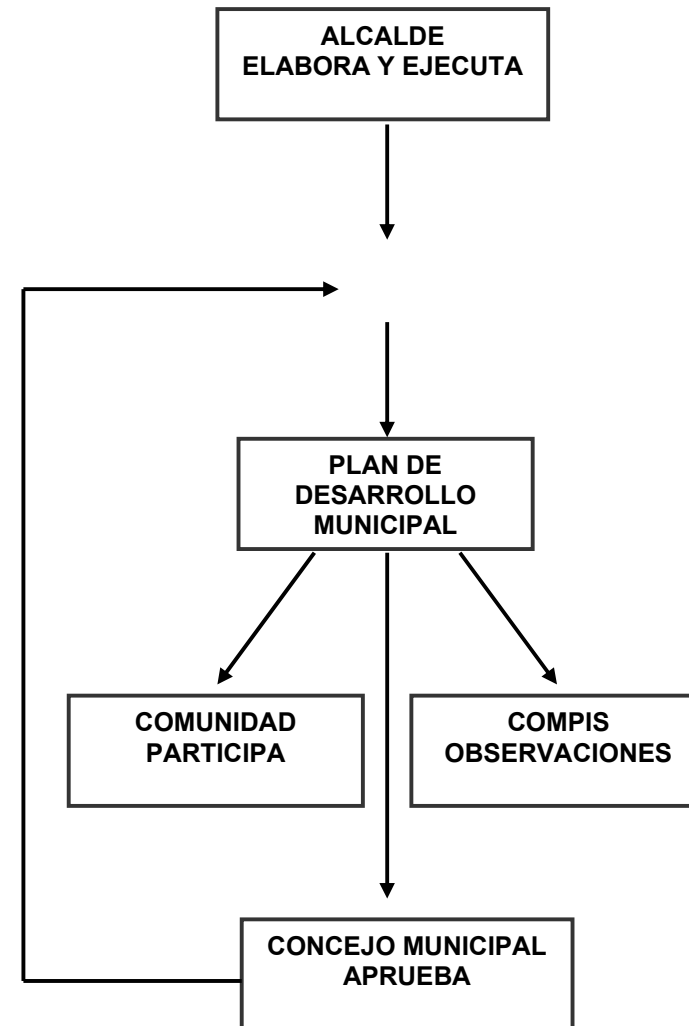 ALCALDE
ELABORA Y EJECUTA
PLAN DE
DESARROLLO
MUNICIPAL
COMUNIDAD
PARTICIPA
COMPIS
OBSERVACIONES
CONCEJO MUNICIPAL
APRUEBA